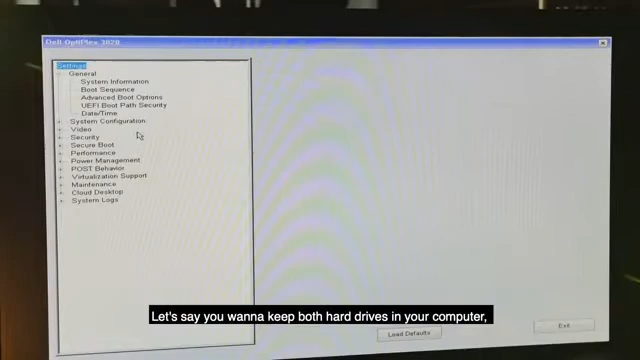 Dell OptiPlex 3020
Settings
General
System Information
Boot Sequence
Advanced Boot Options
UEFI Boot Path Security
Date/Time
System Configuration
Video
Security
Secure Boot
Performance
Power Management
POST Behavior
Virtualization Support
Maintenance
Cloud Desktop
System Logs
Let's say you wanna keep both hard drives in your computer,
Exit
Load Defaults